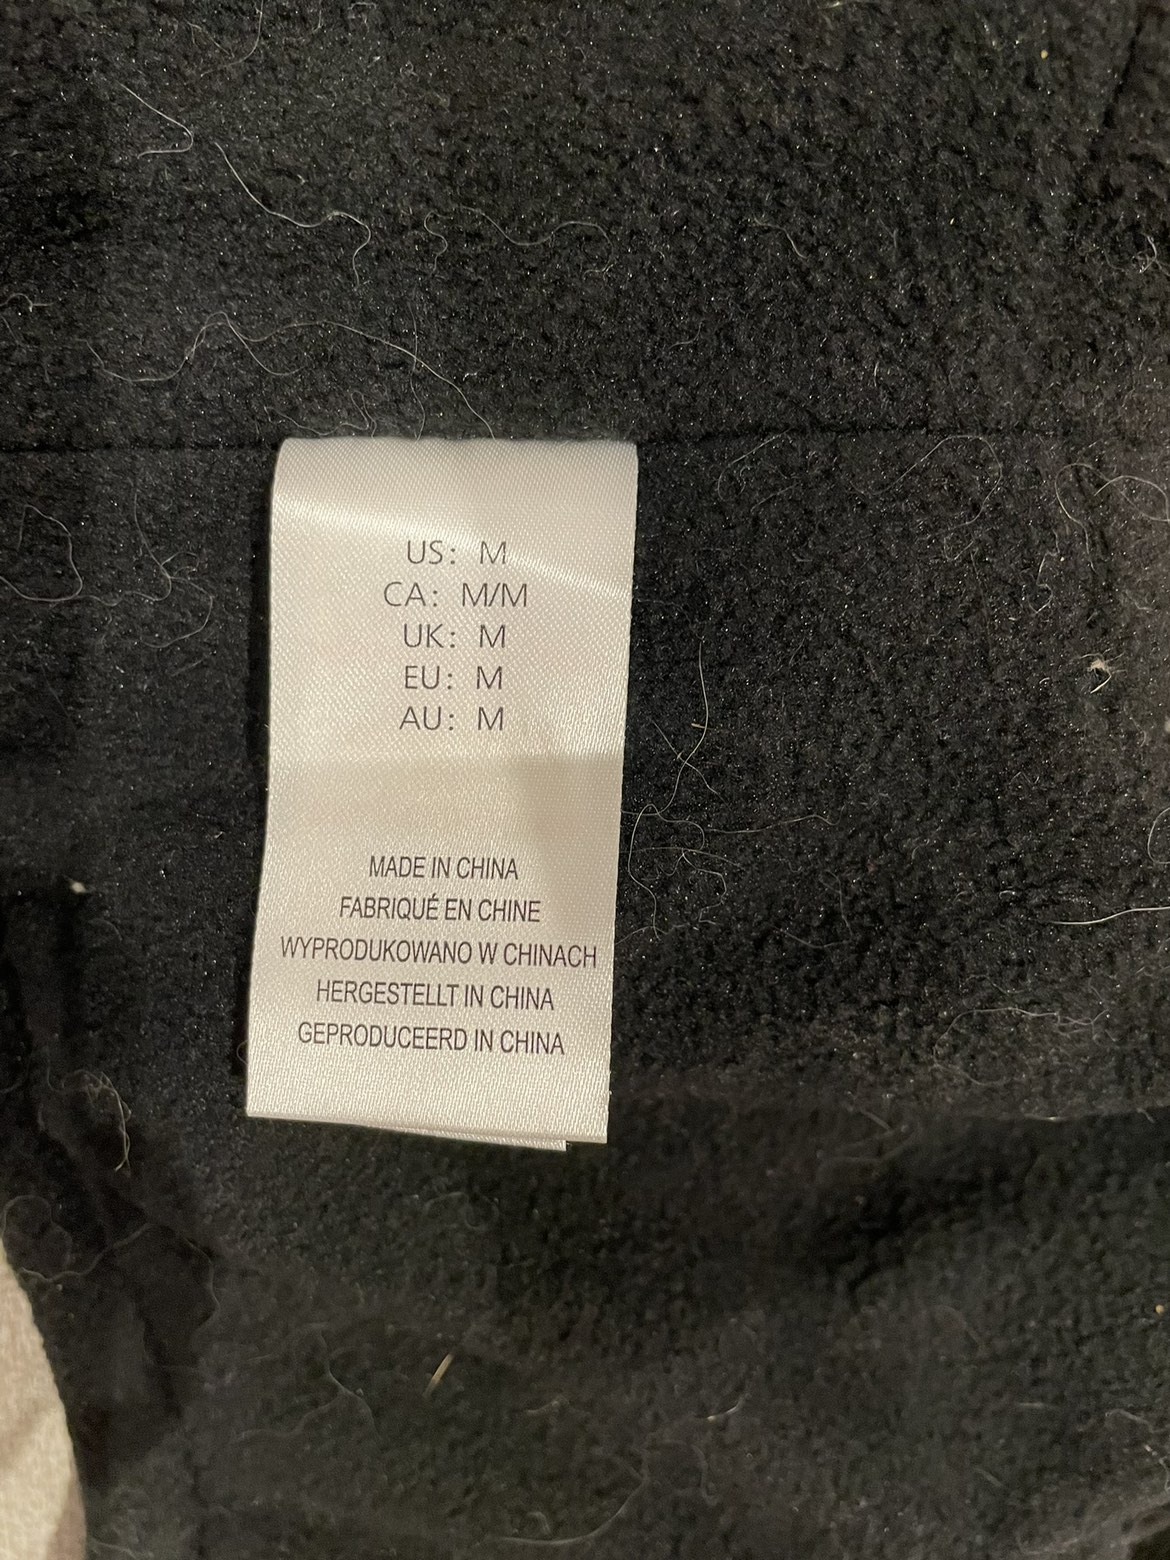 US: M
CA: M/M
UK: M
EU: M
AU: M
MADE IN CHINA
FABRIQUÉ EN CHINE
WYPRODUKOWANO W CHINACH
HERGESTELLT IN CHINA
GEPRODUCEERD IN CHINA